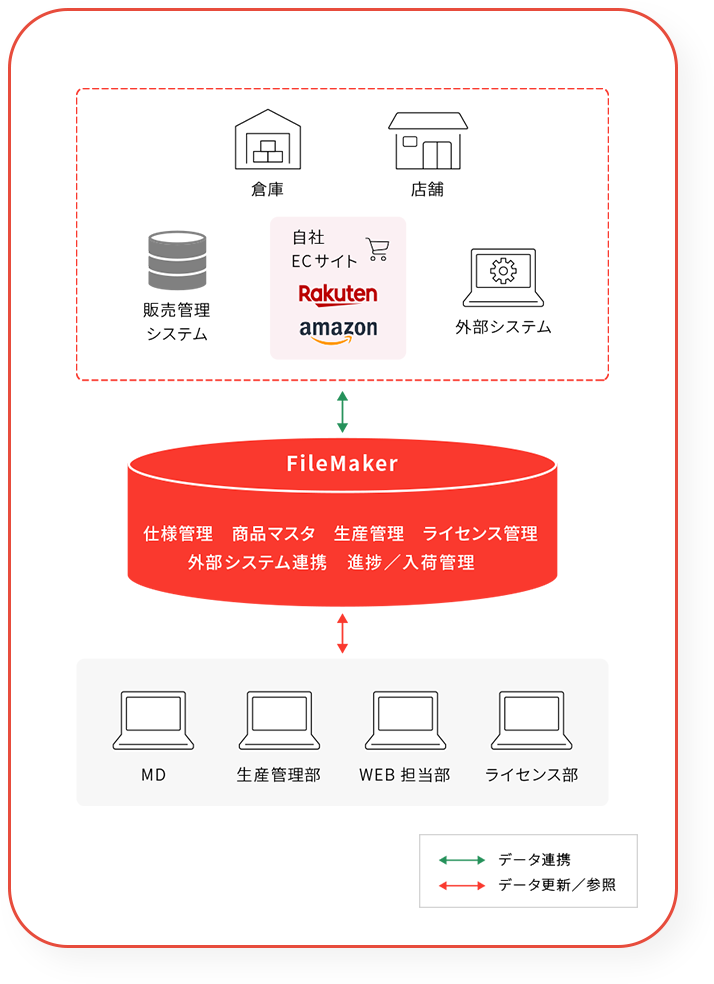 倉庫
店舗
販売管理
システム
自社
ECサイト
Rakuten
amazon
外部システム
FileMaker
仕様管理 商品マスタ 生産管理 ライセンス管理
外部システム連携 進捗／入荷管理
MD
生産管理部
WEB 担当部
ライセンス部
データ連携
データ更新／参照